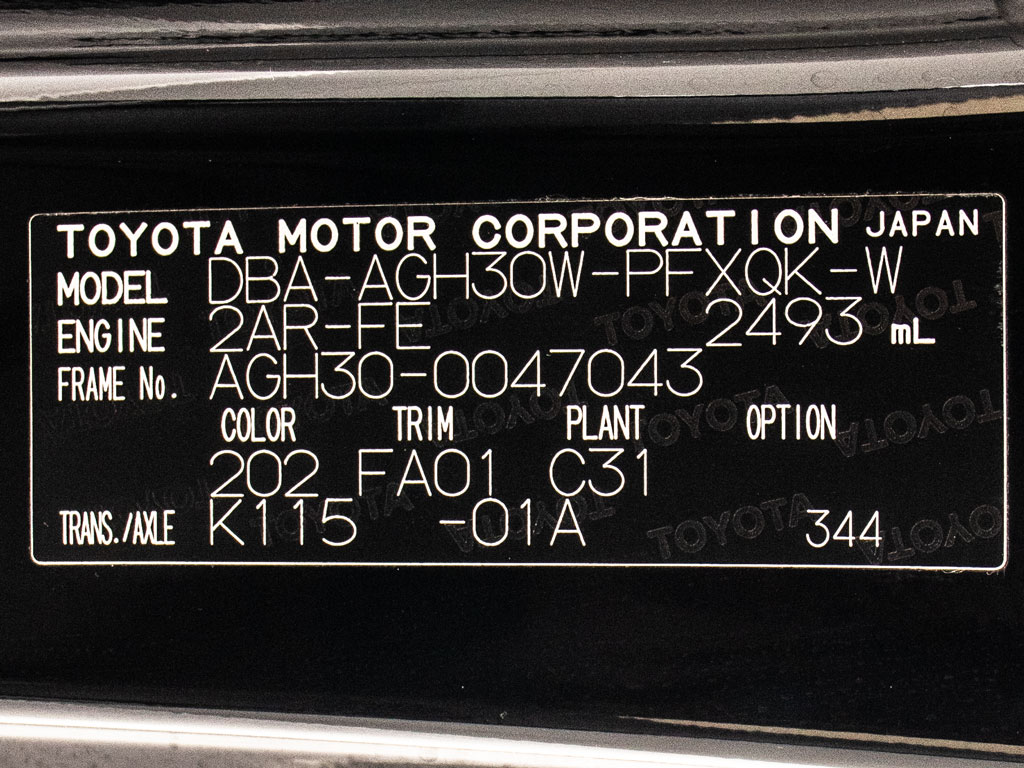 TOYOTA MOTOR CORPORATION JAPAN
MODEL DBA-AGH30W-PFXQK-W
ENGINE 2AR-FE 2493 mL
FRAME No. AGH30-0047043
COLOR TRIM PLANT OPTION
202 FA01 C31
TRANS./AXLE K115 -01A 344